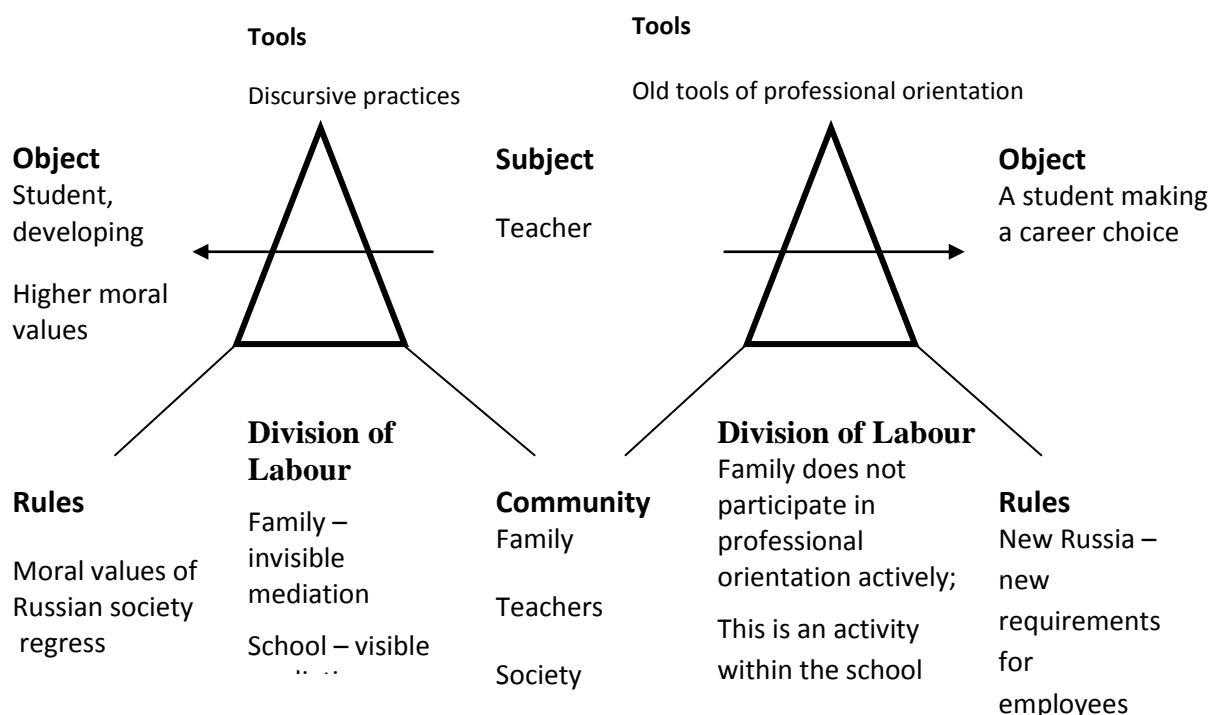 Tools
Discursive practices
Tools
Old tools of professional orientation
Object
Student,
developing
Higher moral
values
Subject
Teacher
Object
A student making
a career choice
Rules
Moral values of
Russian society
regress
Division of
Labour
Family –
invisible
mediation
School – visible
Community
Family
Teachers
Society
Division of Labour
Family does not
participate in
professional
orientation actively;
This is an activity
within the school
Rules
New Russia –
new
requirements
for
employees